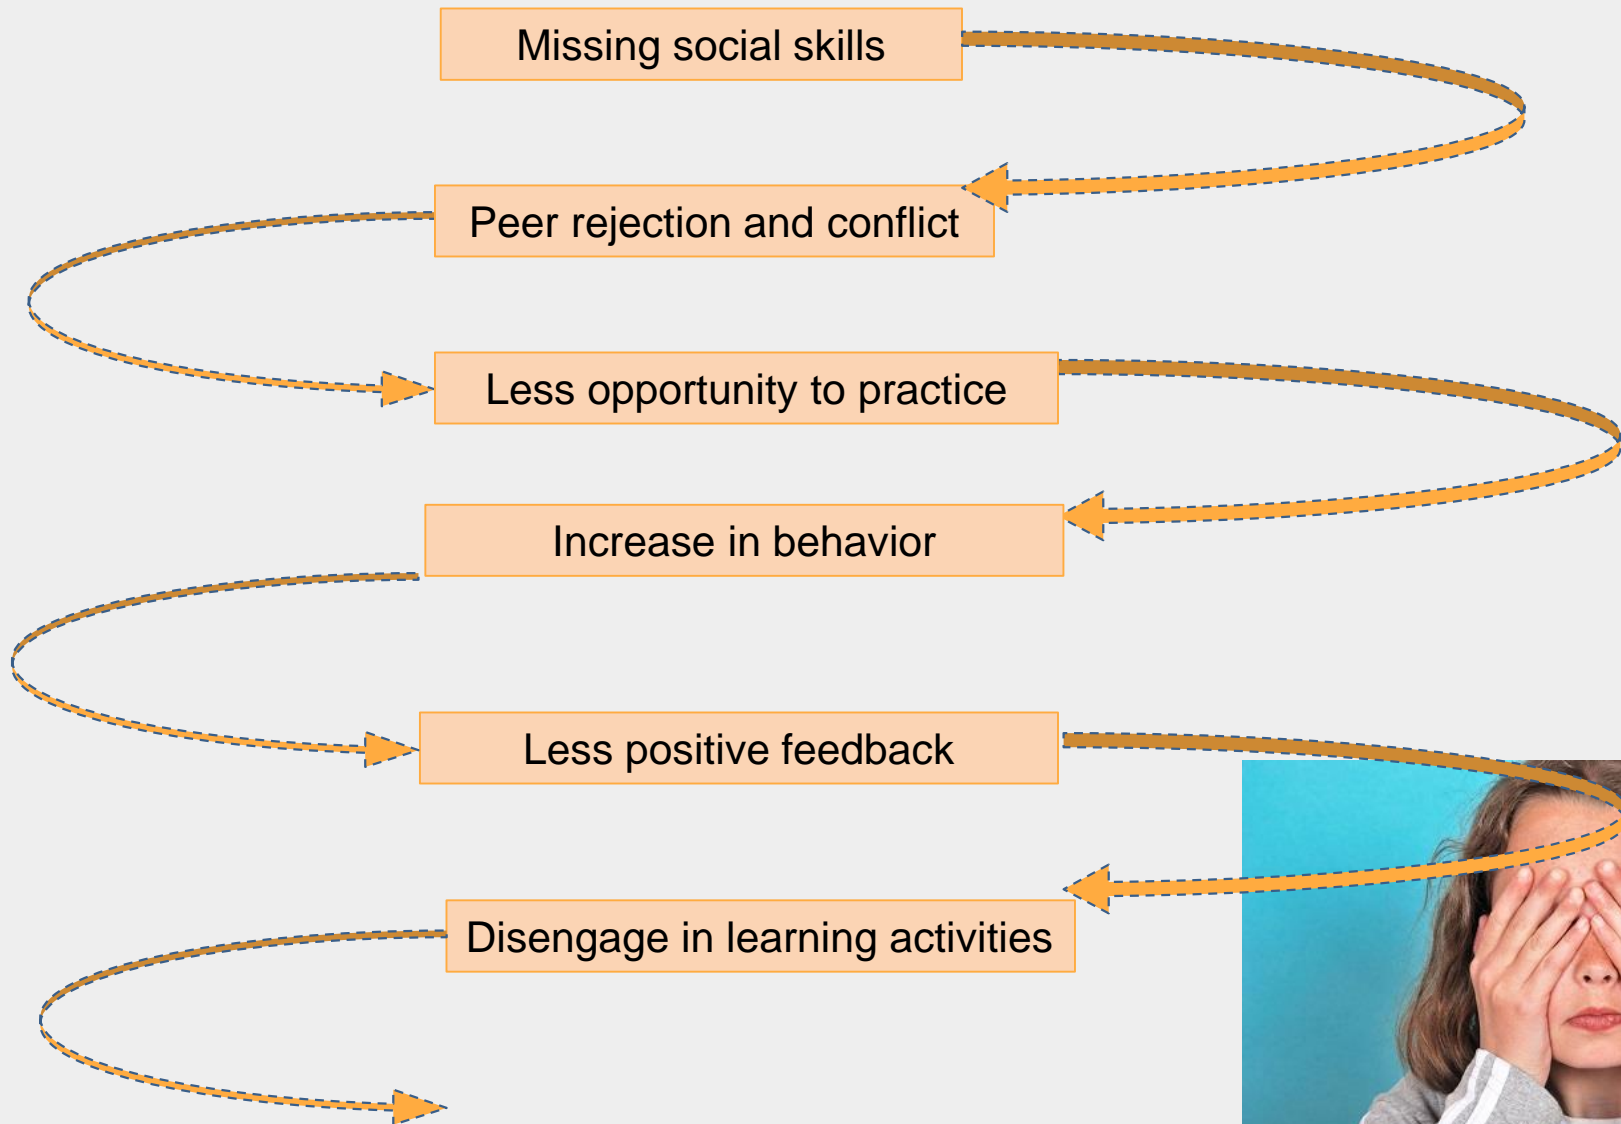 Missing social skills
Peer rejection and conflict
Less opportunity to practice
Increase in behavior
Less positive feedback
Disengage in learning activities